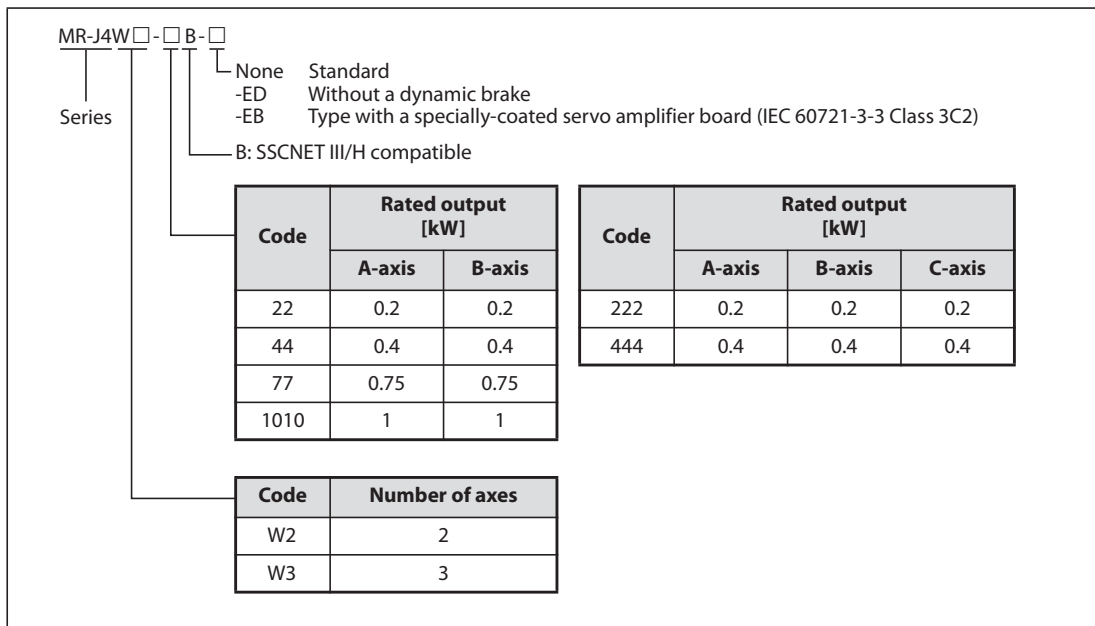 MR-J4W□-□B-□
Series
None Standard
-ED Without a dynamic brake
-EB Type with a specially-coated servo amplifier board (IEC 60721-3-3 Class 3C2)
B: SSCNET III/H compatible
Code Rated output [kW]
A-axis B-axis
22 0.2 0.2
44 0.4 0.4
77 0.75 0.75
1010 1 1
Code Rated output [kW]
A-axis B-axis C-axis
222 0.2 0.2 0.2
444 0.4 0.4 0.4
Code Number of axes
W2 2
W3 3